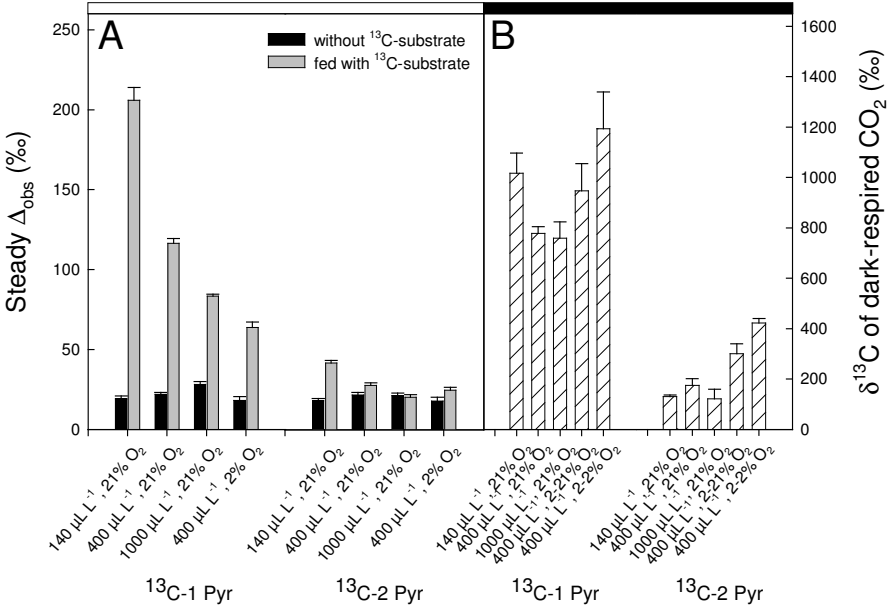 A
B
without ¹³C-substrate
fed with ¹³C-substrate
Steady Δobs (‰)
250
200
150
100
50
0
δ¹³C of dark-respired CO₂ (‰)
1600
1400
1200
1000
800
600
400
200
0
140 µL L⁻¹, 21% O₂
400 µL L⁻¹, 21% O₂
1000 µL L⁻¹, 21% O₂
400 µL L⁻¹, 2% O₂
140 µL L⁻¹, 21% O₂
400 µL L⁻¹, 21% O₂
1000 µL L⁻¹, 21% O₂
400 µL L⁻¹, 2% O₂
140 µL L⁻¹, 21% O₂
400 µL L⁻¹, 21% O₂
1000 µL L⁻¹, 21% O₂
400 µL L⁻¹, 2-21% O₂
400 µL L⁻¹, 2-2% O₂
140 µL L⁻¹, 21% O₂
400 µL L⁻¹, 21% O₂
1000 µL L⁻¹, 21% O₂
400 µL L⁻¹, 2-21% O₂
400 µL L⁻¹, 2-2% O₂
¹³C-1 Pyr
¹³C-2 Pyr
¹³C-1 Pyr
¹³C-2 Pyr